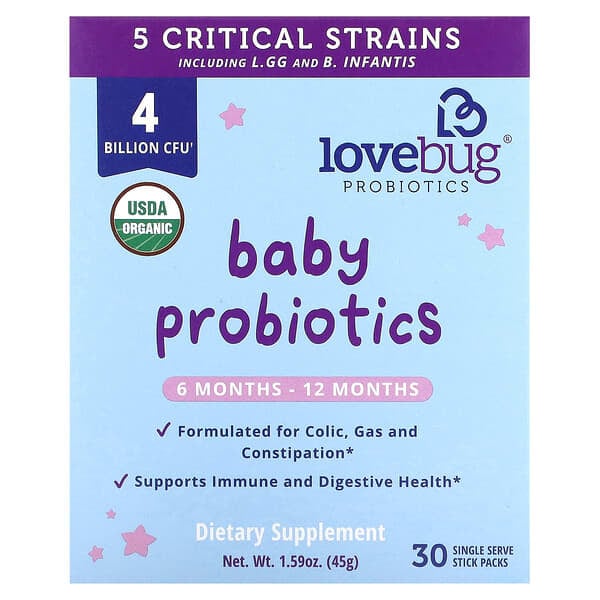 5 CRITICAL STRAINS
INCLUDING L.GG AND B. INFANTIS
4
BILLION CFU†
lovebug®
PROBIOTICS
USDA
ORGANIC
baby
probiotics
6 MONTHS - 12 MONTHS
✓ Formulated for Colic, Gas and
Constipation*
✓ Supports Immune and Digestive Health*
Dietary Supplement
Net. Wt. 1.59oz. (45g)
30 SINGLE SERVE
STICK PACKS